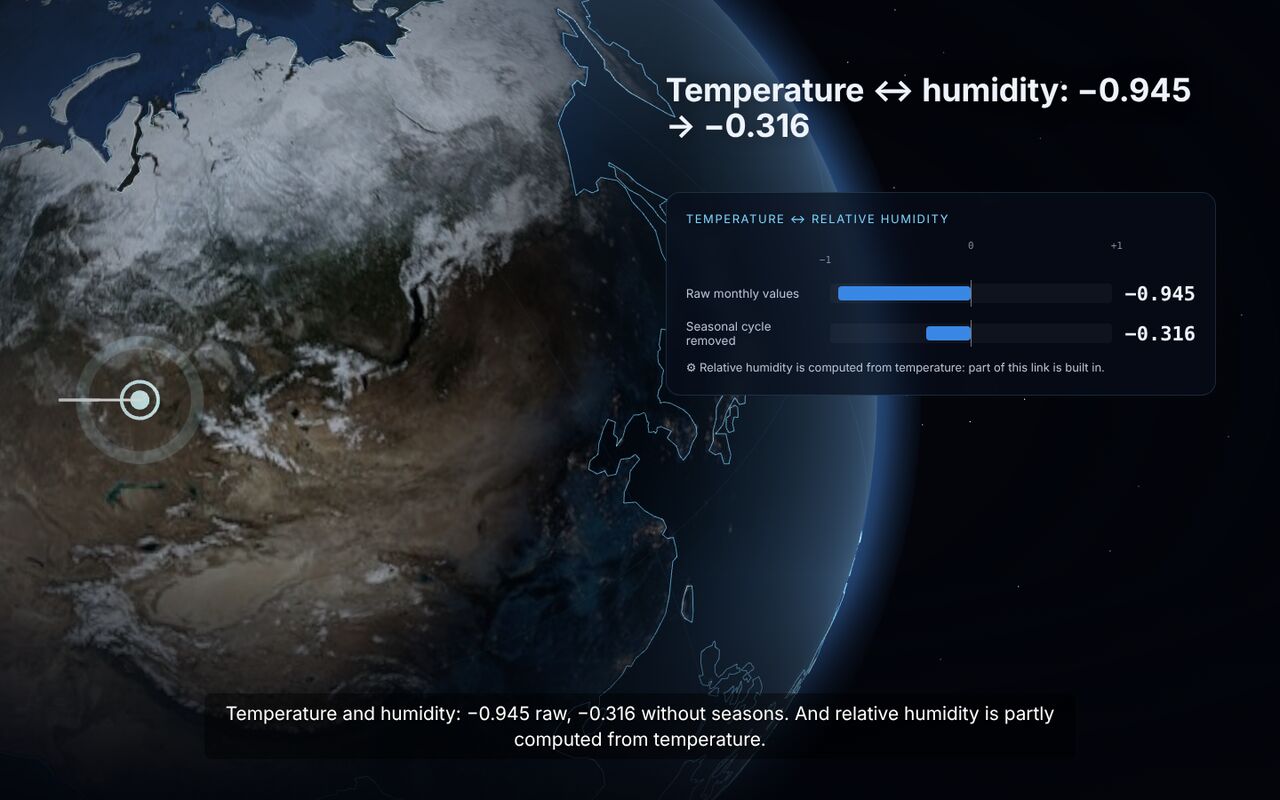 Temperature ↔ humidity: −0.945
→ −0.316
TEMPERATURE ↔ RELATIVE HUMIDITY
−1
0
+1
Raw monthly values
−0.945
Seasonal cycle
removed
−0.316
⚙ Relative humidity is computed from temperature: part of this link is built in.
Temperature and humidity: −0.945 raw, −0.316 without seasons. And relative humidity is partly
computed from temperature.